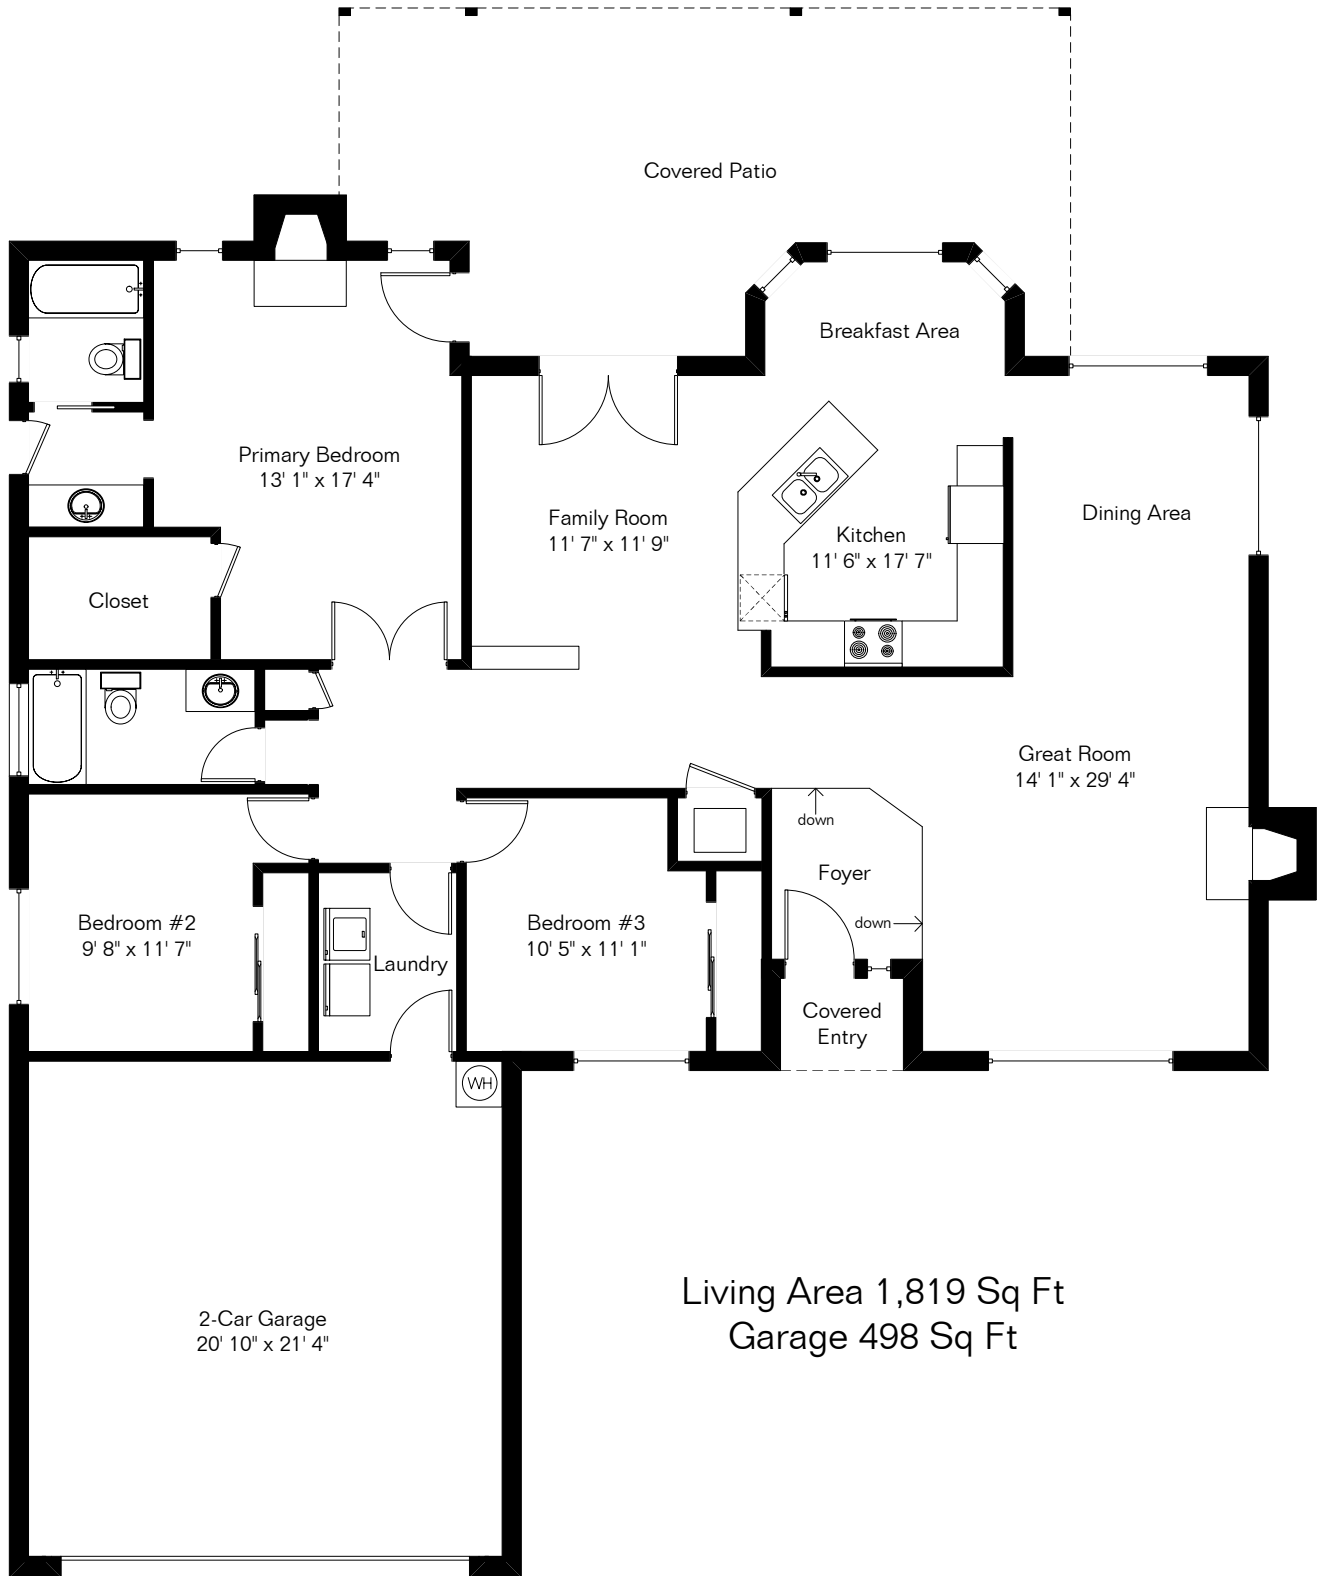 Covered Patio
Breakfast Area
Primary Bedroom
13' 1" x 17' 4"
Family Room
11' 7" x 11' 9"
Kitchen
11' 6" x 17' 7"
Dining Area
Closet
Great Room
14' 1" x 29' 4"
down
Foyer
down
Bedroom #2
9' 8" x 11' 7"
Laundry
Bedroom #3
10' 5" x 11' 1"
Covered
Entry
WH
2-Car Garage
20' 10" x 21' 4"
Living Area 1,819 Sq Ft
Garage 498 Sq Ft